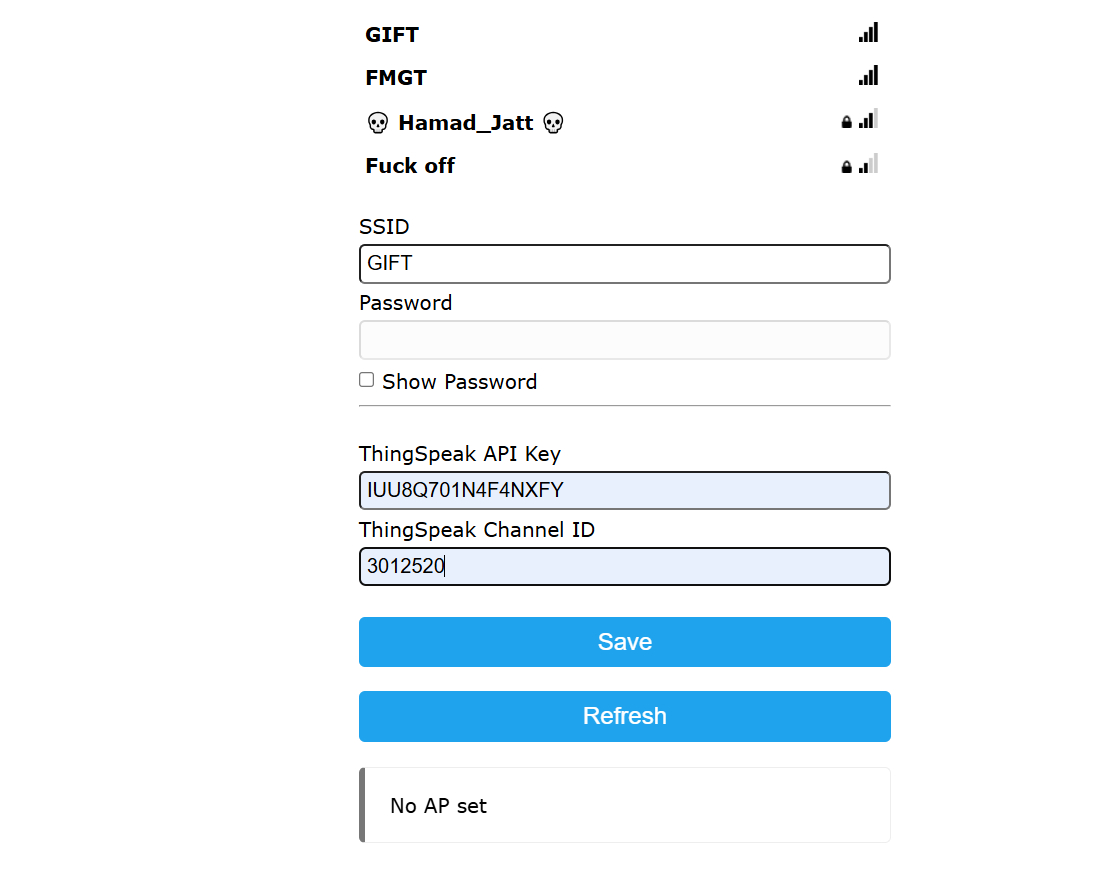 GIFT
FMGT
💀 Hamad_Jatt 💀
Fuck off
SSID
GIFT
Password
Show Password
ThingSpeak API Key
IUU8Q701N4F4NXFY
ThingSpeak Channel ID
3012520
Save
Refresh
No AP set